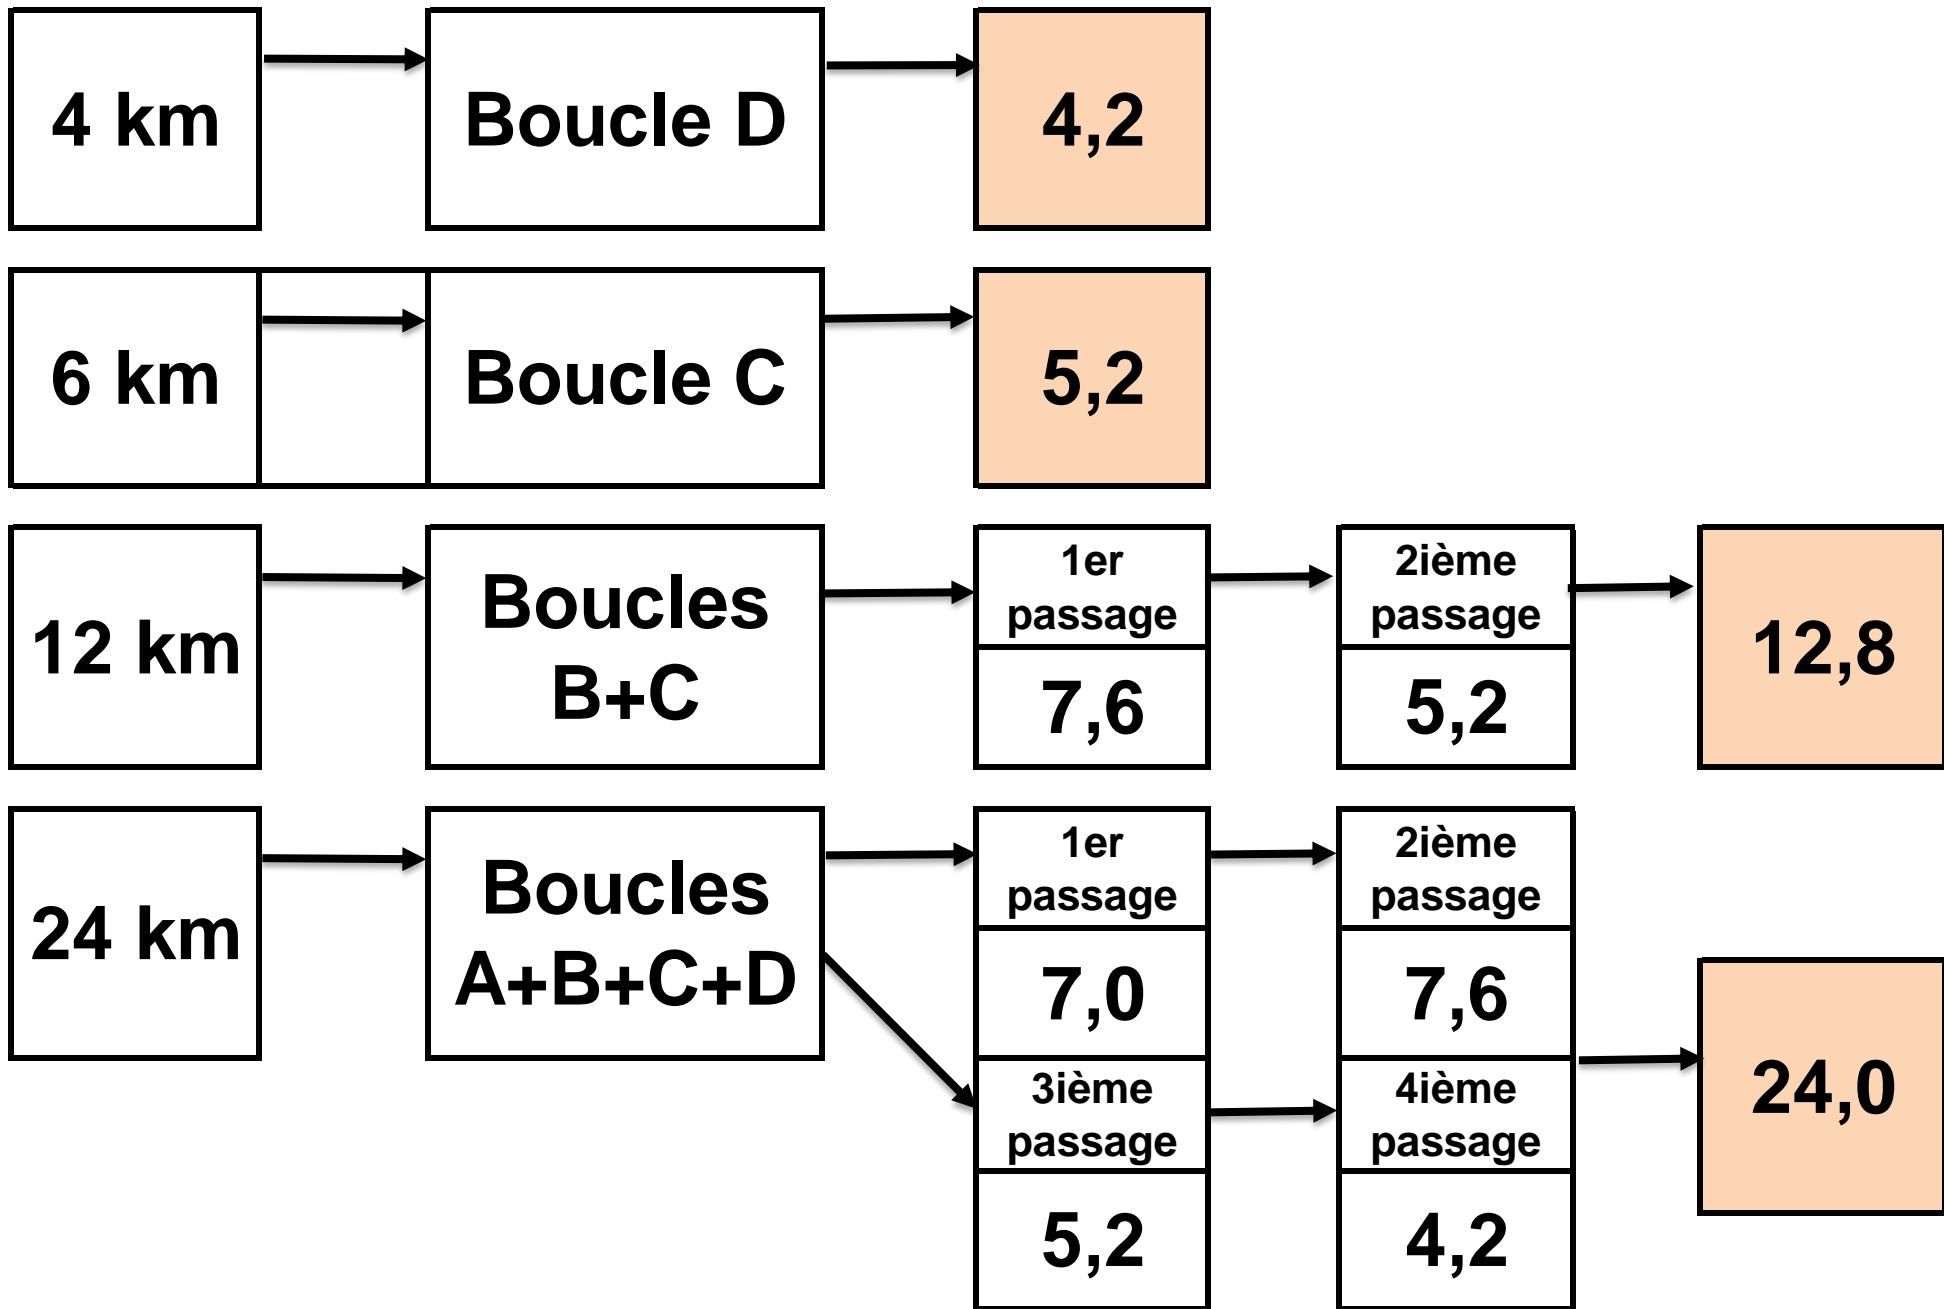 4 km
Boucle D
4,2
6 km
Boucle C
5,2
12 km
Boucles
B+C
1er
passage
7,6
2ième
passage
5,2
12,8
24 km
Boucles
A+B+C+D
1er
passage
7,0
2ième
passage
7,6
3ième
passage
5,2
4ième
passage
4,2
24,0